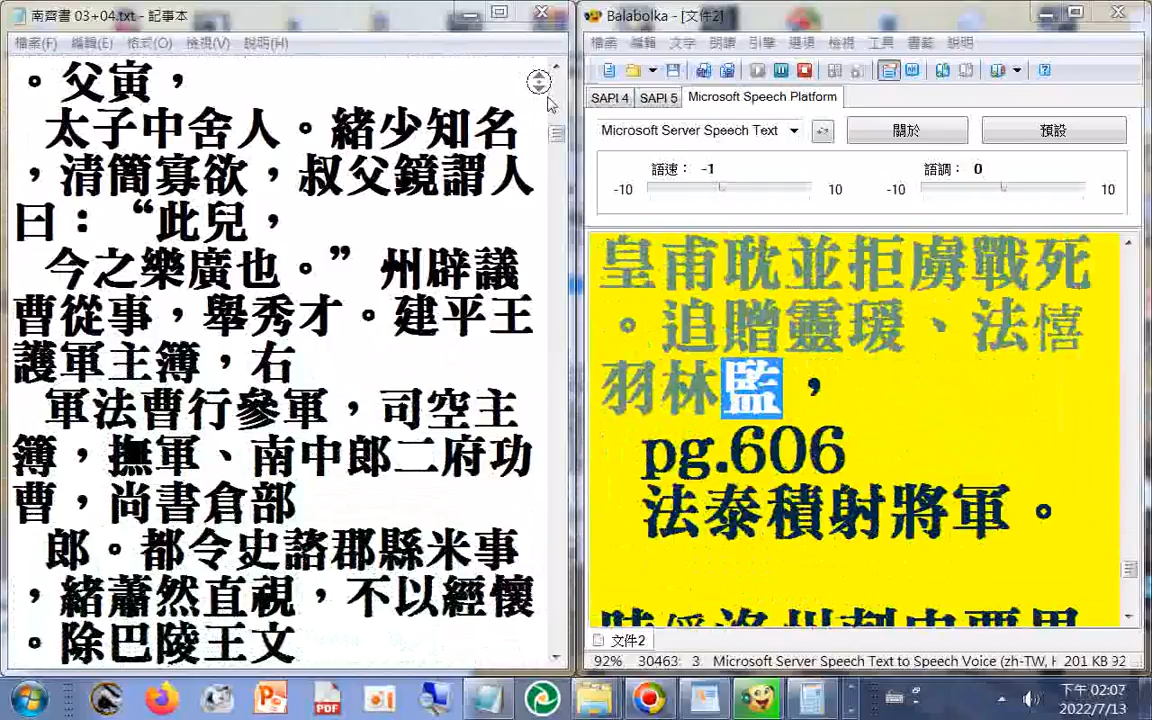 南齊書 03+04.txt - 記事本
檔案(F) 編輯(E) 格式(O) 檢視(V) 說明(H)
。父寅，
太子中舍人。緒少知名
，清簡寡欲，叔父鏡謂人
曰：“此兒，
今之樂廣也。”州辟議
曹從事，舉秀才。建平王
護軍主簿，右
軍法曹行參軍，司空主
簿，撫軍、南中郎二府功
曹，尚書倉部
郎。都令史諮郡縣米事
，緒蕭然直視，不以經懷
。除巴陵王文
Balabolka - [文件2]
檔案 編輯 文字 朗讀 引擎 選項 檢視 工具 書籤 說明
SAPI 4 SAPI 5 Microsoft Speech Platform
Microsoft Server Speech Text 關於 預設
語速： -1 語調： 0
-10 10 -10 10
皇甫耽並拒虜戰死
。追贈靈瑗、法憘
羽林監，
pg.606
法泰積射將軍。
文件2
92% 30463: 3 Microsoft Server Speech Text to Speech Voice (zh-TW, H 201 KB 92
PDF
下午 02:07
2022/7/13